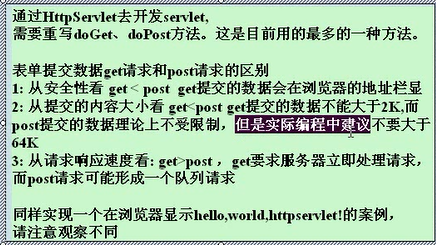 通过HttpServlet去开发servlet,
需要重写doGet、doPost方法。这是目前用的最多的一种方法。
表单提交数据get请求和post请求的区别
1: 从安全性看 get < post  get提交的数据会在浏览器的地址栏显
2: 从提交的内容大小看 get<post get提交的数据不能大于2K,而
post提交的数据理论上不受限制，但是实际编程中建议不要大于
64K
3: 从请求响应速度看: get>post ，get要求服务器立即处理请求，
而post请求可能形成一个队列请求
同样实现一个在浏览器显示hello,world,httpservlet!的案例，
请注意观察不同